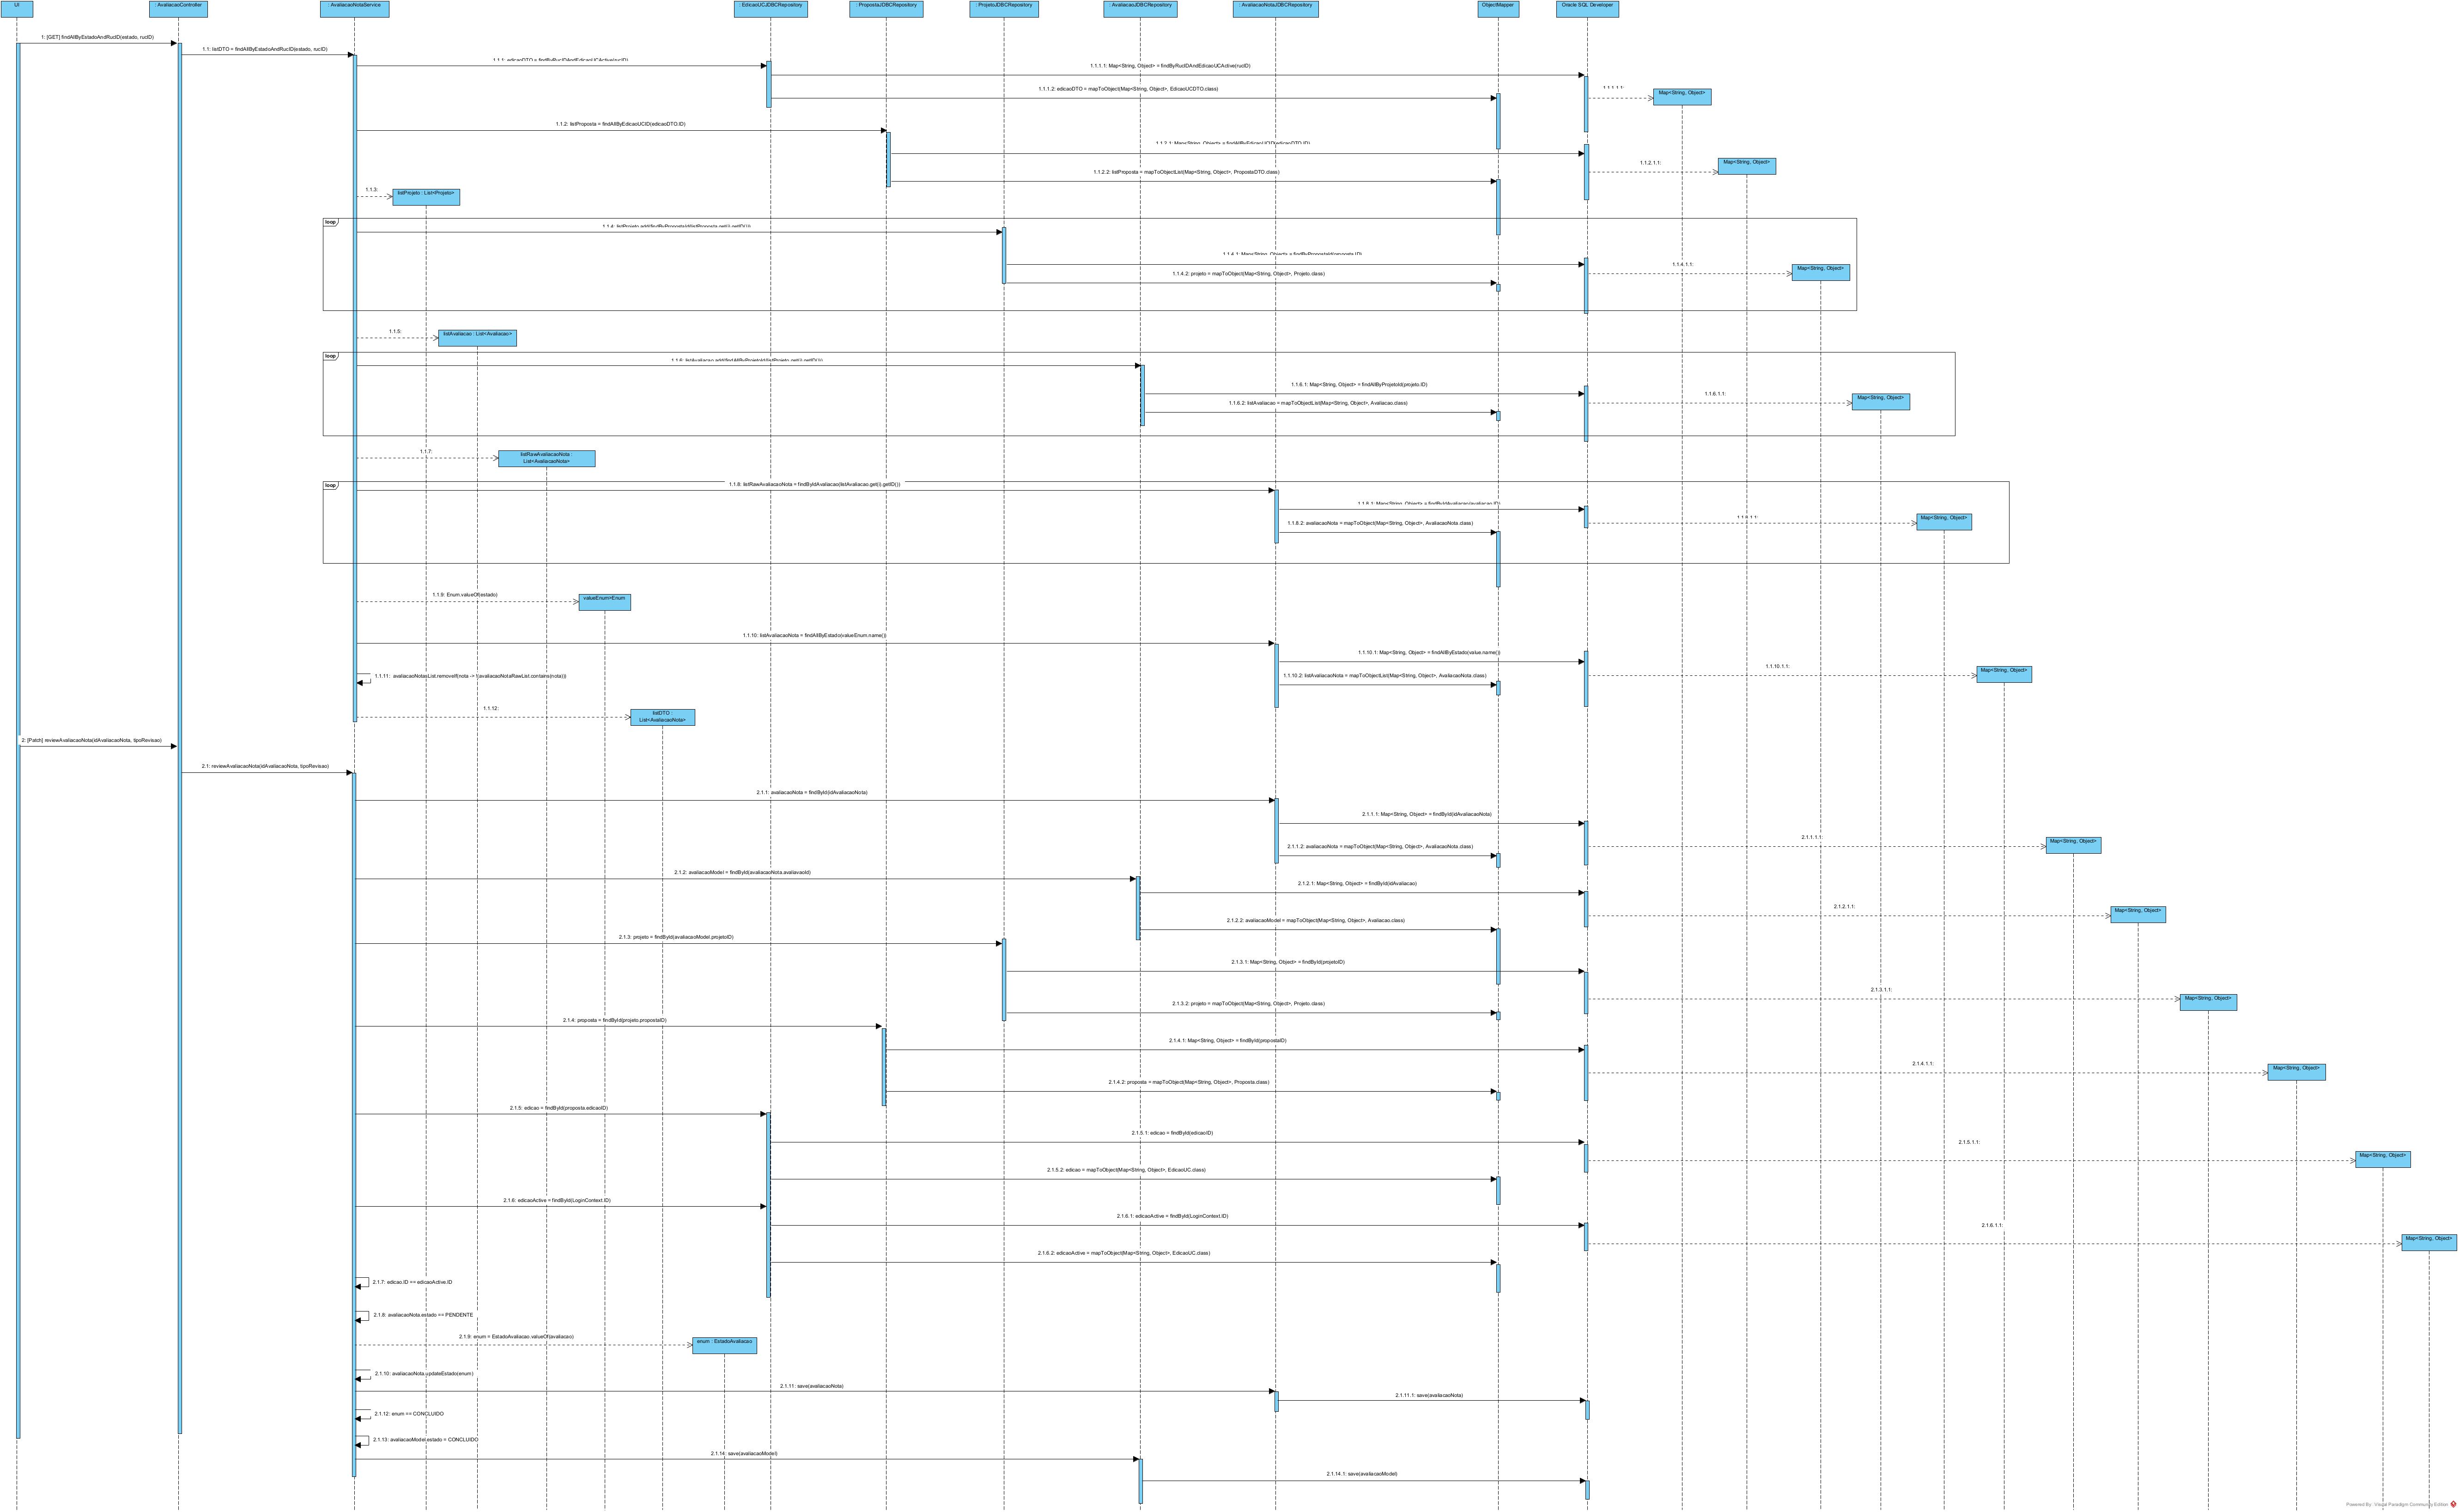 UI
: AvaliacaoController
: AvaliacaoNotaService
: EdicaoUCJDBCRepository
: PropostaJDBCRepository
: ProjetoJDBCRepository
: AvaliacaoJDBCRepository
: AvaliacaoNotaJDBCRepository
ObjectMapper
Oracle SQL Developer
1: [GET] findAllByEstadoAndRucID(estado, rucID)
1.1: listDTO = findAllByEstadoAndRucID(estado, rucID)
1.1.1: edicaoDTO = findByRucIDAndEdicaoUCActive(rucID)
1.1.1.1: Map<String, Object> = findByRucIDAndEdicaoUCActive(rucID)
1.1.1.2: edicaoDTO = mapToObject(Map<String, Object>, EdicaoUCDTO.class)
1.1.1.1.1:
Map<String, Object>
1.1.2: listProposta = findAllByEdicaoUCID(edicaoDTO.ID)
1.1.2.1: Map<String, Object> = findAllByEdicaoUCID(edicaoDTO.ID)
1.1.2.1.1:
Map<String, Object>
1.1.2.2: listProposta = mapToObjectList(Map<String, Object>, PropostaDTO.class)
1.1.3:
listProjeto : List<Projeto>
loop
1.1.4: listProjeto.add(findByPropostaId(listProposta.get(i).getID()))
1.1.4.1: Map<String, Object> = findByPropostaId(proposta.ID)
1.1.4.1.1:
Map<String, Object>
1.1.4.2: projeto = mapToObject(Map<String, Object>, Projeto.class)
1.1.5:
listAvaliacao : List<Avaliacao>
loop
1.1.6: listAvaliacao.add(findAllByProjetoId(listProjeto.get(i).getID()))
1.1.6.1: Map<String, Object> = findAllByProjetoId(projeto.ID)
1.1.6.1.1:
Map<String, Object>
1.1.6.2: listAvaliacao = mapToObjectList(Map<String, Object>, Avaliacao.class)
1.1.7:
listRawAvaliacaoNota :
List<AvaliacaoNota>
loop
1.1.8: listRawAvaliacaoNota = findByIdAvaliacao(listAvaliacao.get(i).getID())
1.1.8.1: Map<String, Object> = findByIdAvaliacao(avaliacao.ID)
1.1.8.1.1:
Map<String, Object>
1.1.8.2: avaliacaoNota = mapToObject(Map<String, Object>, AvaliacaoNota.class)
1.1.9: Enum.valueOf(estado)
valueEnum=Enum
1.1.10: listAvaliacaoNota = findAllByEstado(valueEnum.name())
1.1.10.1: Map<String, Object> = findAllByEstado(value.name())
1.1.10.1.1:
Map<String, Object>
1.1.11: avaliacaoNotasList.removeIf(nota -> !(avaliacaoNotaRawList.contains(nota)))
1.1.10.2: listAvaliacaoNota = mapToObjectList(Map<String, Object>, AvaliacaoNota.class)
1.1.12:
listDTO :
List<AvaliacaoNota>
2: [Patch] reviewAvaliacaoNota(idAvaliacaoNota, tipoRevisao)
2.1: reviewAvaliacaoNota(idAvaliacaoNota, tipoRevisao)
2.1.1: avaliacaoNota = findById(idAvaliacaoNota)
2.1.1.1: Map<String, Object> = findById(idAvaliacaoNota)
2.1.1.1.1:
Map<String, Object>
2.1.1.2: avaliacaoNota = mapToObject(Map<String, Object>, AvaliacaoNota.class)
2.1.2: avaliacaoModel = findById(avaliacaoNota.avaliavaoId)
2.1.2.1: Map<String, Object> = findById(idAvaliacao)
2.1.2.1.1:
Map<String, Object>
2.1.2.2: avaliacaoModel = mapToObject(Map<String, Object>, Avaliacao.class)
2.1.3: projeto = findById(avaliacaoModel.projetoID)
2.1.3.1: Map<String, Object> = findById(projetoID)
2.1.3.1.1:
Map<String, Object>
2.1.3.2: projeto = mapToObject(Map<String, Object>, Projeto.class)
2.1.4: proposta = findById(projeto.propostaID)
2.1.4.1: Map<String, Object> = findById(propostaID)
2.1.4.1.1:
Map<String, Object>
2.1.4.2: proposta = mapToObject(Map<String, Object>, Proposta.class)
2.1.5: edicao = findById(proposta.edicaoID)
2.1.5.1: edicao = findById(edicaoID)
2.1.5.1.1:
Map<String, Object>
2.1.5.2: edicao = mapToObject(Map<String, Object>, EdicaoUC.class)
2.1.6: edicaoActive = findById(LoginContext.ID)
2.1.6.1: edicaoActive = findById(LoginContext.ID)
2.1.6.1.1:
Map<String, Object>
2.1.6.2: edicaoActive = mapToObject(Map<String, Object>, EdicaoUC.class)
2.1.7: edicao.ID == edicaoActive.ID
2.1.8: avaliacaoNota.estado == PENDENTE
2.1.9: enum = EstadoAvaliacao.valueOf(avaliacao)
enum : EstadoAvaliacao
2.1.10: avaliacaoNota.updateEstado(enum)
2.1.11: save(avaliacaoNota)
2.1.11.1: save(avaliacaoNota)
2.1.12: enum == CONCLUIDO
2.1.13: avaliacaoModel.estado = CONCLUIDO
2.1.14: save(avaliacaoModel)
2.1.14.1: save(avaliacaoModel)
Powered By: Visual Paradigm Community Edition